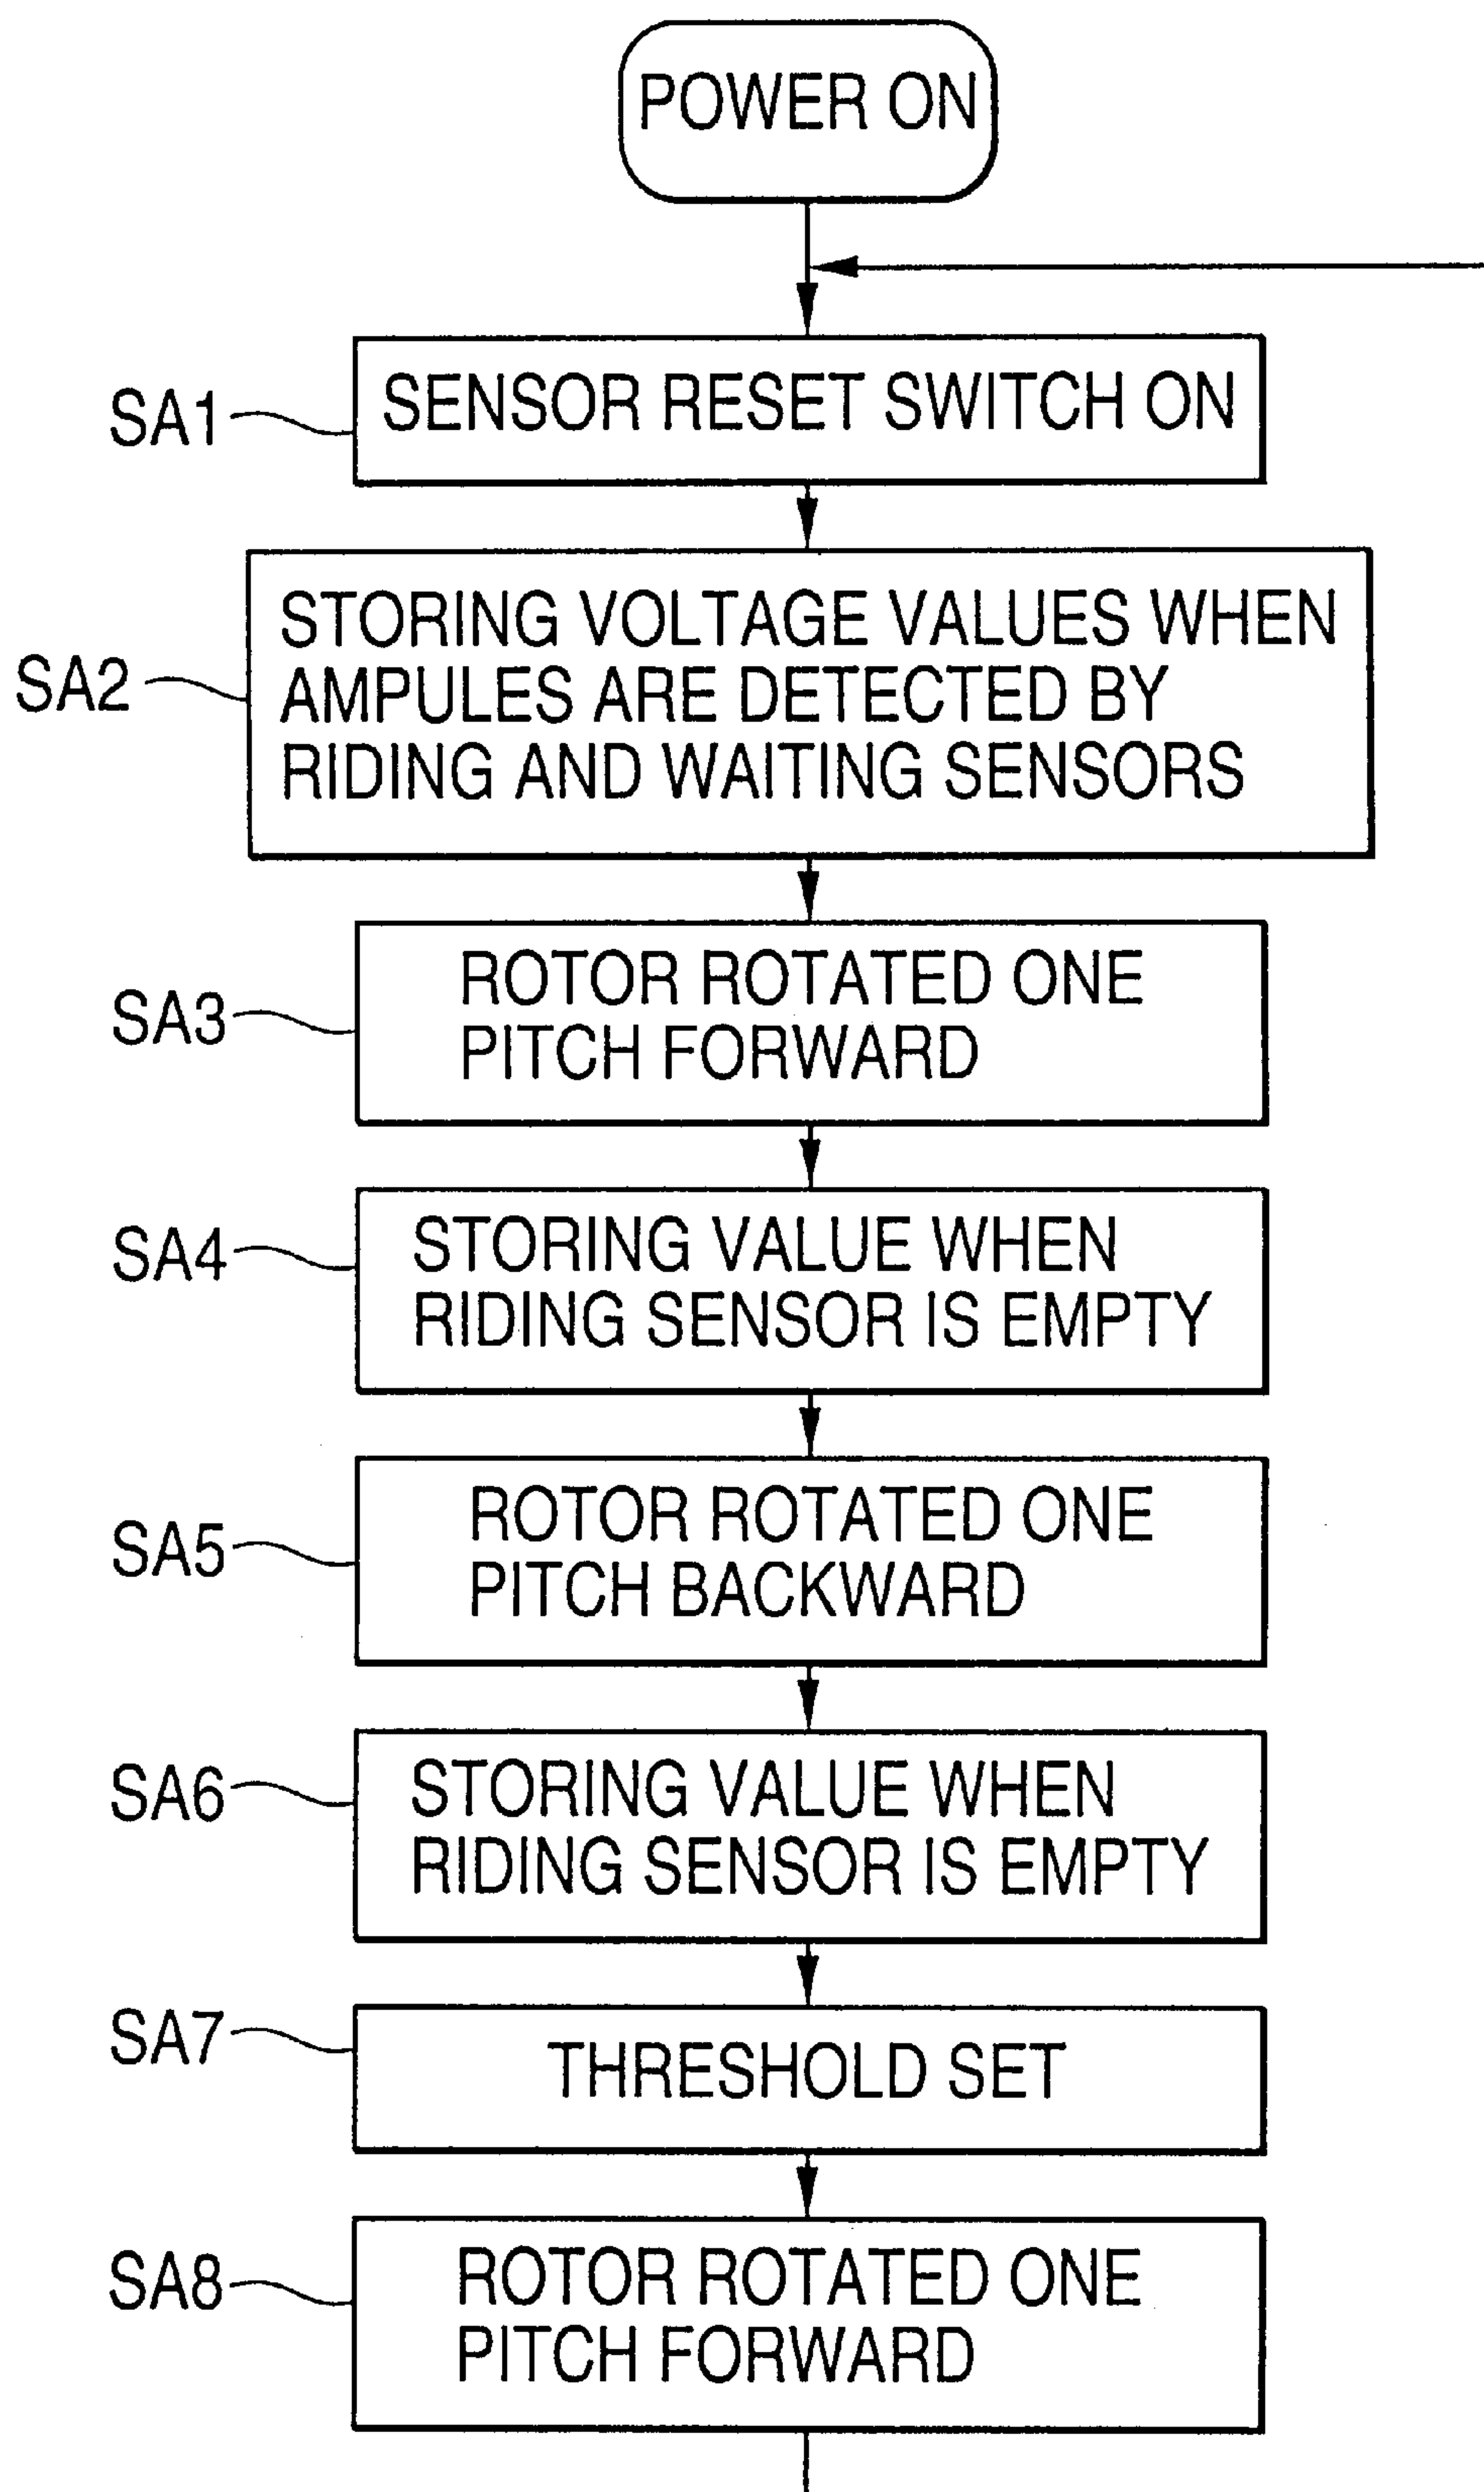 POWER ON
SA1
SENSOR RESET SWITCH ON
SA2
STORING VOLTAGE VALUES WHEN
AMPULES ARE DETECTED BY
RIDING AND WAITING SENSORS
SA3
ROTOR ROTATED ONE
PITCH FORWARD
SA4
STORING VALUE WHEN
RIDING SENSOR IS EMPTY
SA5
ROTOR ROTATED ONE
PITCH BACKWARD
SA6
STORING VALUE WHEN
RIDING SENSOR IS EMPTY
SA7
THRESHOLD SET
SA8
ROTOR ROTATED ONE
PITCH FORWARD